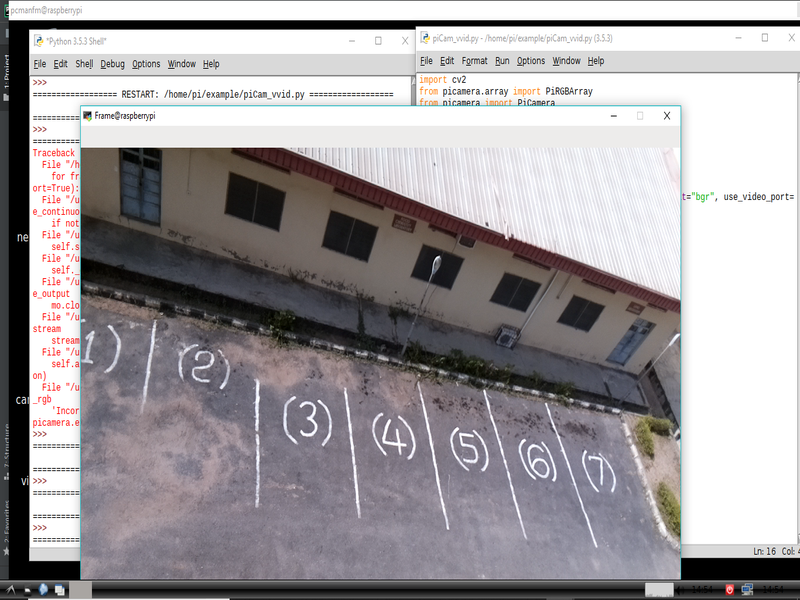 pcmanfm@raspberrypi
*Python 3.5.3 Shell*
File Edit Shell Debug Options Window Help
>>>
================= RESTART: /home/pi/example/piCam_vvid.py =================
>>>
Traceback
File "/h
for fr
ort=True):
File "/u
e_continuo
if not
File "/u
self.s
File "/u
self._
File "/u
e_output
mo.clo
File "/u
stream
stream
File "/u
self.a
on)
File "/u
_rgb
'Incor
picamera.e
>>>
>>>
>>>
piCam_vvid.py - /home/pi/example/piCam_vvid.py (3.5.3)
File Edit Format Run Options Window Help
import cv2
from picamera.array import PiRGBArray
from picamera import PiCamera
t="bgr", use_video_port=
Ln: 16 Col: 4
Frame@raspberrypi
1) (2) (3) (4) (5) (6) (7)
1: Project
7: Structure
2: Favorites
ne
car
vi
14:54
14:54